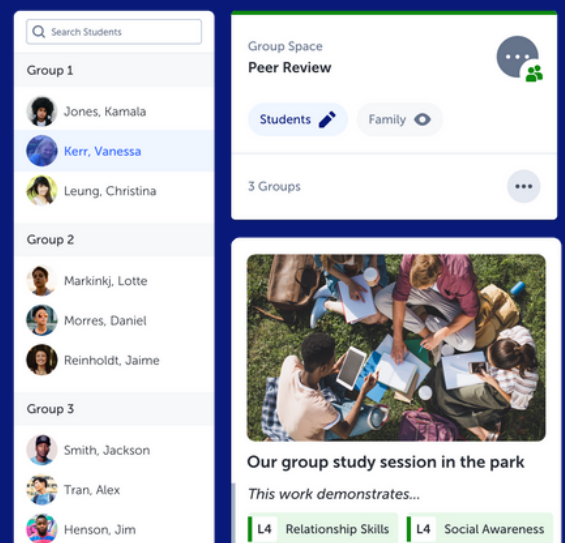 Search Students
Group 1
Jones, Kamala
Kerr, Vanessa
Leung, Christina
Group 2
Markinkj, Lotte
Morres, Daniel
Reinholdt, Jaime
Group 3
Smith, Jackson
Tran, Alex
Henson, Jim
Group Space
Peer Review
Students
Family
3 Groups
Our group study session in the park
This work demonstrates...
L4 Relationship Skills
L4 Social Awareness